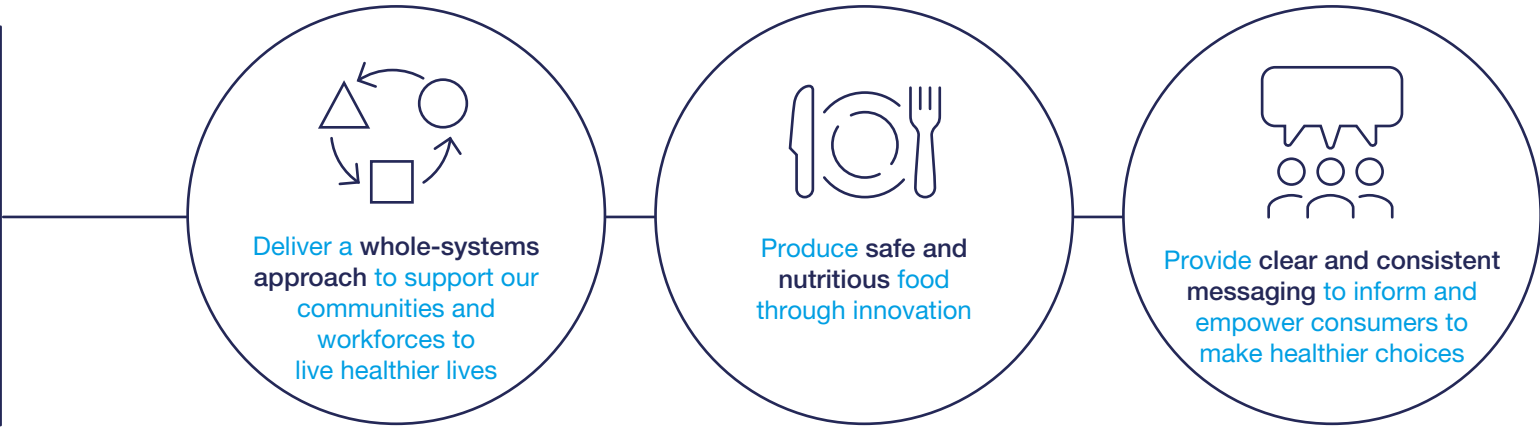 Deliver a whole-systems
approach to support our
communities and
workforces to
live healthier lives
Produce safe and
nutritious food
through innovation
Provide clear and consistent
messaging to inform and
empower consumers to
make healthier choices